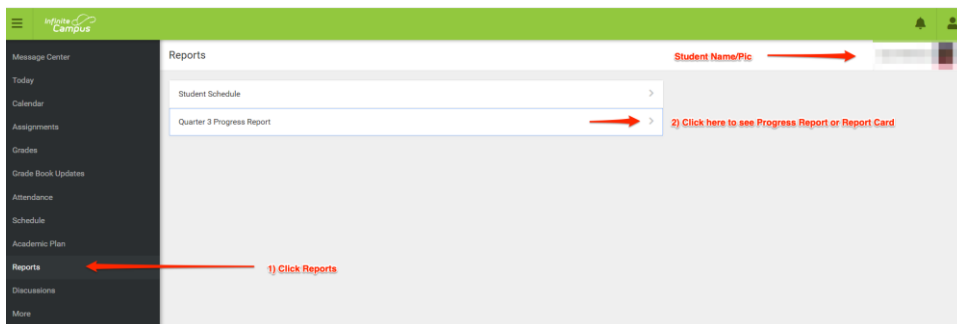 Infinite
Campus
Message Center
Today
Calendar
Assignments
Grades
Grade Book Updates
Attendance
Schedule
Academic Plan
Reports
Discussions
More
Reports
Student Name/Pic
Student Schedule
Quarter 3 Progress Report
2) Click here to see Progress Report or Report Card
1) Click Reports